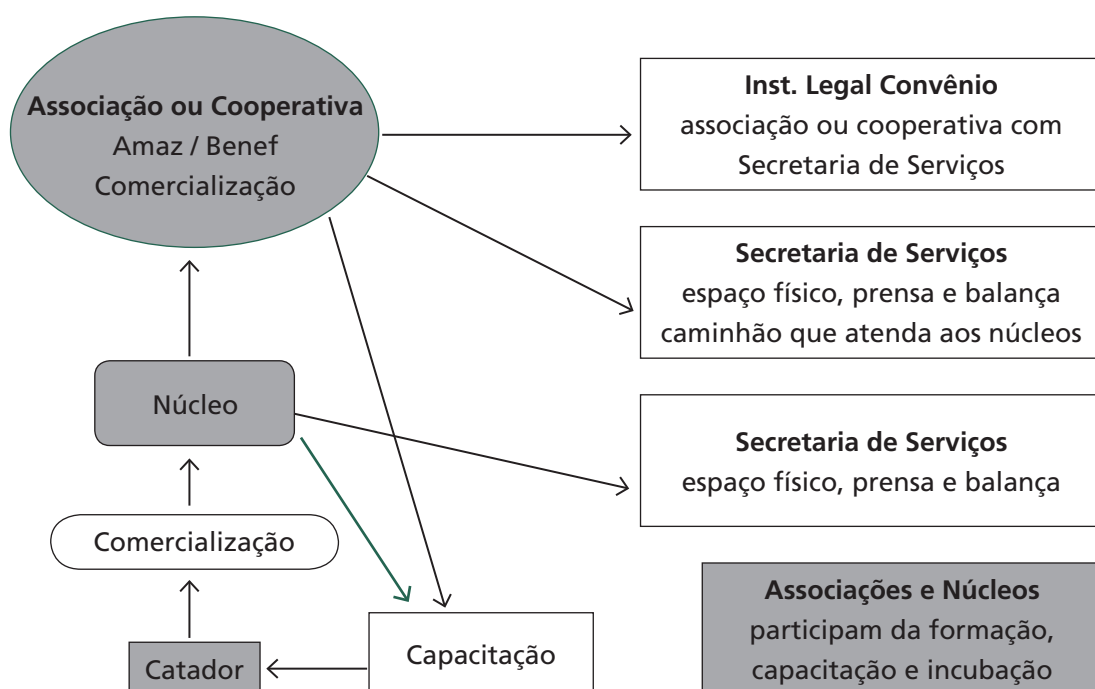 Associação ou Cooperativa
Amaz / Benef
Comercialização
Inst. Legal Convênio
associação ou cooperativa com
Secretaria de Serviços
Secretaria de Serviços
espaço físico, prensa e balança
caminhão que atenda aos núcleos
Núcleo
Secretaria de Serviços
espaço físico, prensa e balança
Comercialização
Catador
Capacitação
Associações e Núcleos
participam da formação,
capacitação e incubação